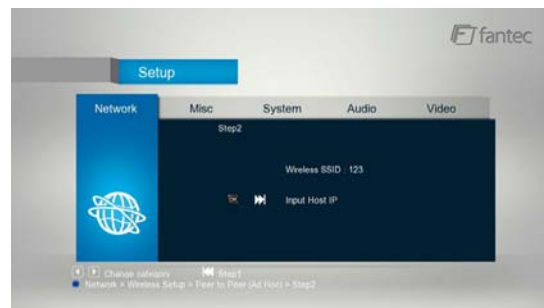 fantec
Setup
Network Misc System Audio Video
Step2
Wireless SSID : 123
OK Input Host IP
Change category Step1
Network > Wireless Setup > Peer to Peer (Ad Hoc) > Step2